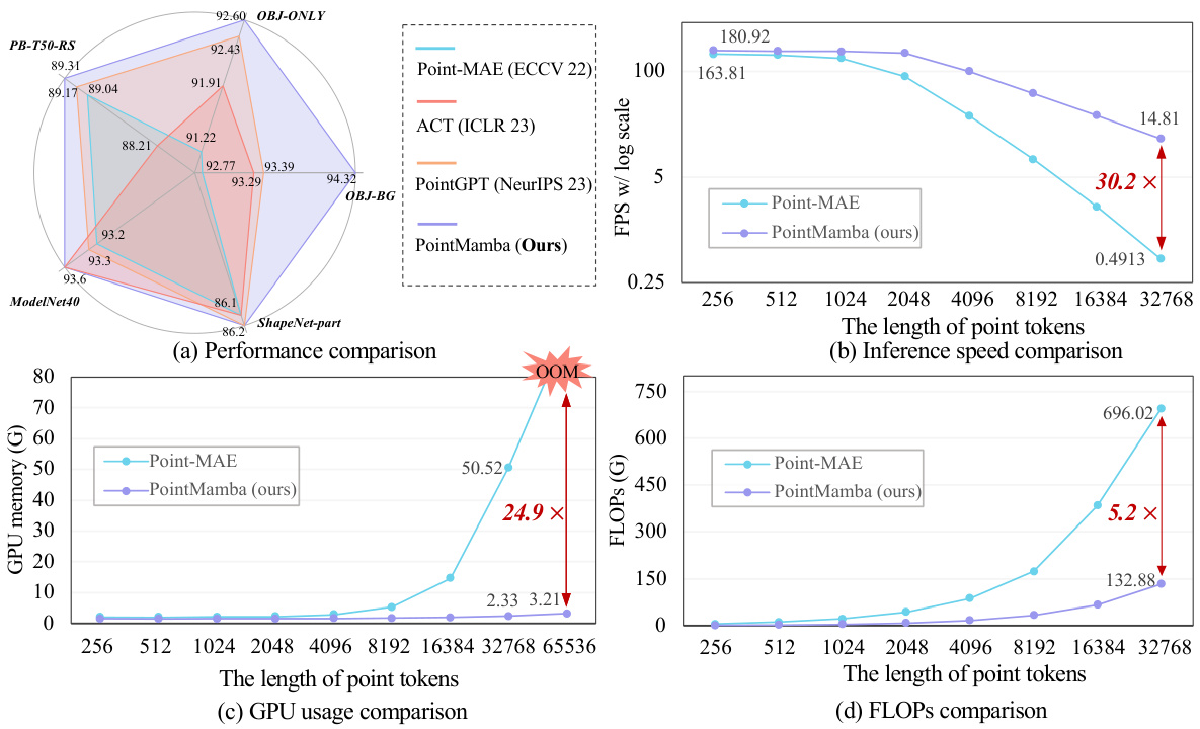 92.60
OBJ-ONLY
PB-T50-RS
89.31
92.43
89.17
89.04
91.91
88.21
91.22
92.77
93.39
93.29
94.32
OBJ-BG
93.2
93.3
93.6
ModelNet40
86.1
86.2
ShapeNet-part
Point-MAE (ECCV 22)
ACT (ICLR 23)
PointGPT (NeurIPS 23)
PointMamba (Ours)
(a) Performance comparison
FPS w/ log scale
100
5
0.25
180.92
163.81
14.81
30.2 ×
0.4913
Point-MAE
PointMamba (ours)
256 512 1024 2048 4096 8192 16384 32768
The length of point tokens
(b) Inference speed comparison
GPU memory (G)
80
70
60
50
40
30
20
10
0
OOM
Point-MAE
PointMamba (ours)
50.52
24.9 ×
2.33
3.21
256 512 1024 2048 4096 8192 16384 32768 65536
The length of point tokens
(c) GPU usage comparison
FLOPs (G)
750
600
450
300
150
0
696.02
Point-MAE
PointMamba (ours)
5.2 ×
132.88
256 512 1024 2048 4096 8192 16384 32768
The length of point tokens
(d) FLOPs comparison